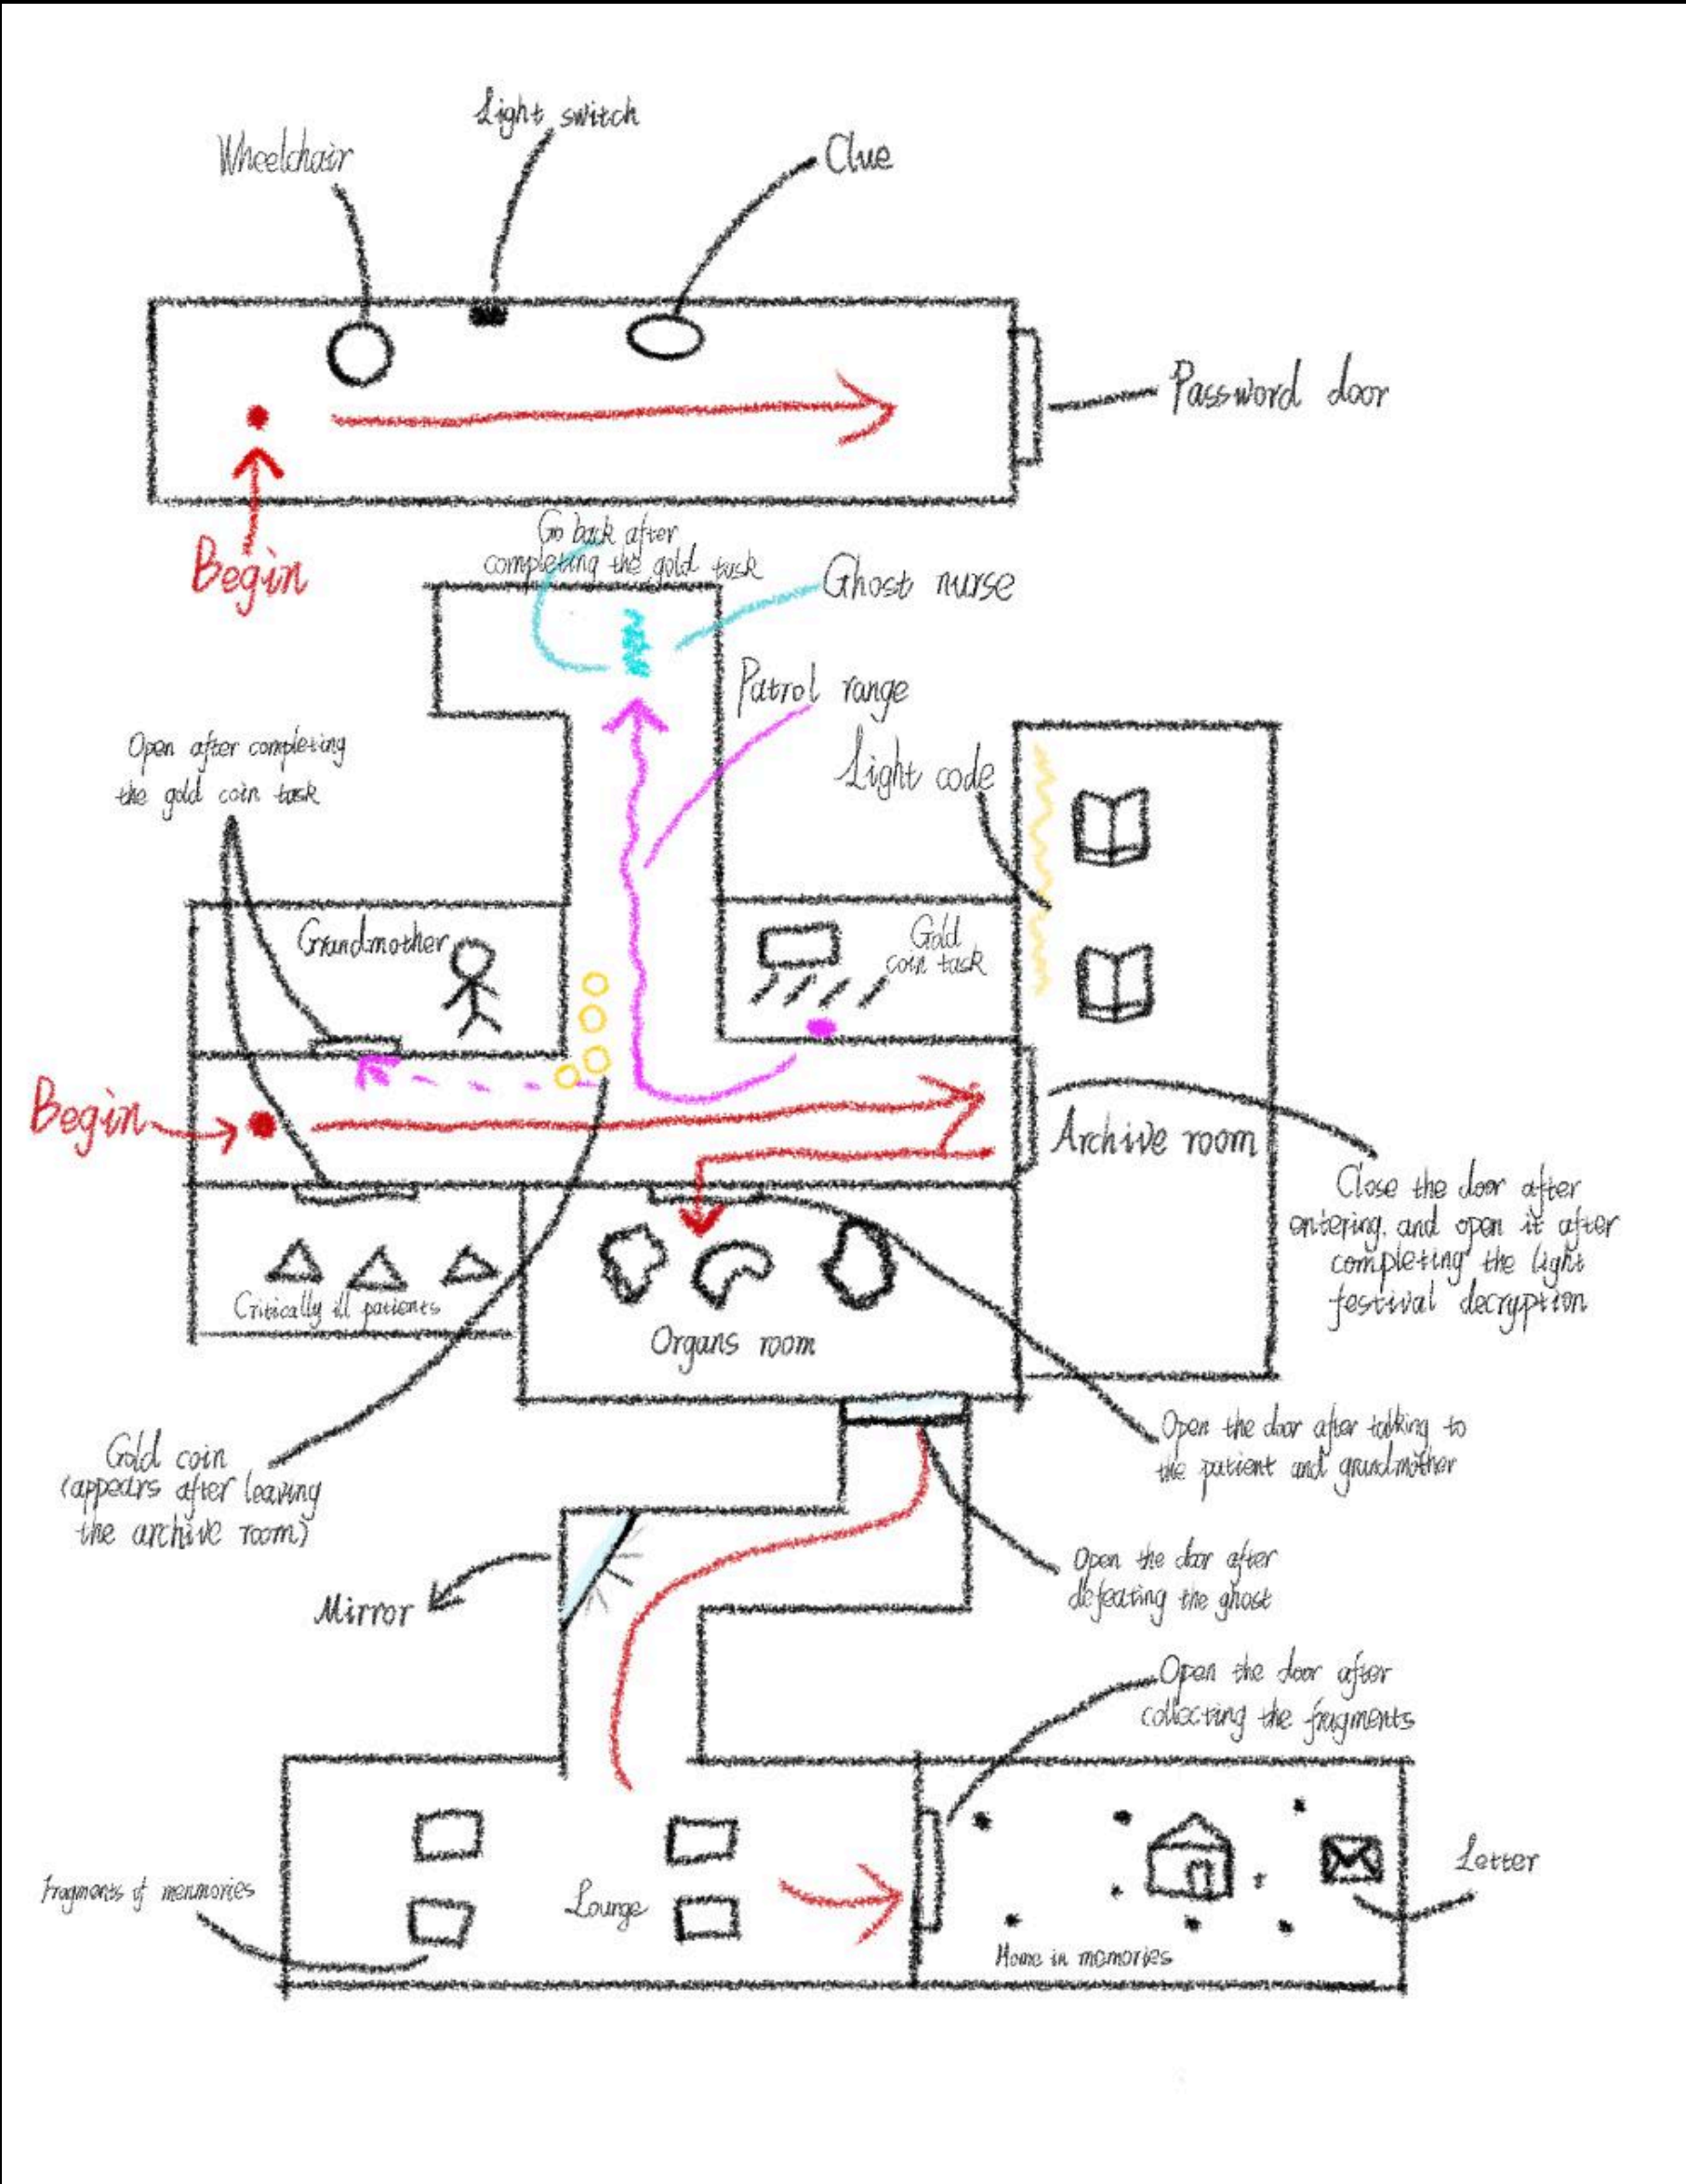 Light switch
Wheelchair
Clue
Password door
Begin
Go back after
completing the gold task
Ghost nurse
Patrol range
Open after completing
the gold coin task
Light code
Grandmother
Gold
coin task
Begin
Archive room
Close the door after
entering, and open it after
completing the light
festival decryption
Critically ill patients
Organs room
Gold coin
(appears after leaving
the archive room)
Open the door after talking to
the patient and grandmother
Mirror
Open the door after
defeating the ghost
Open the door after
collecting the fragments
Fragments of menmories
Lounge
Letter
Home in memories